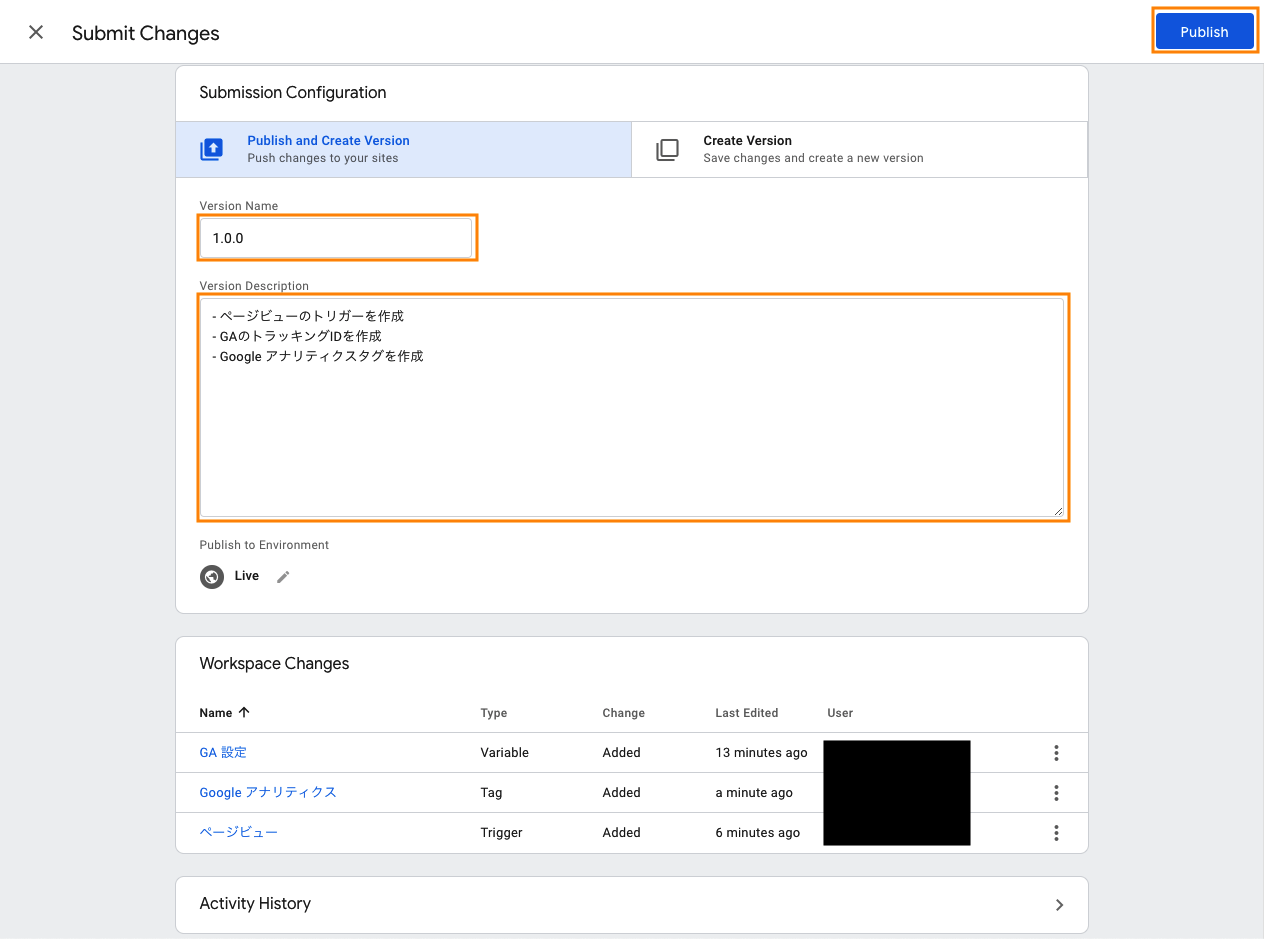 Submit Changes
Publish
Submission Configuration
Publish and Create Version
Push changes to your sites
Create Version
Save changes and create a new version
Version Name
1.0.0
Version Description
- ページビューのトリガーを作成
- GAのトラッキングIDを作成
- Google アナリティクスタグを作成
Publish to Environment
Live
Workspace Changes
Name Type Change Last Edited User
GA 設定 Variable Added 13 minutes ago
Google アナリティクス Tag Added a minute ago
ページビュー Trigger Added 6 minutes ago
Activity History